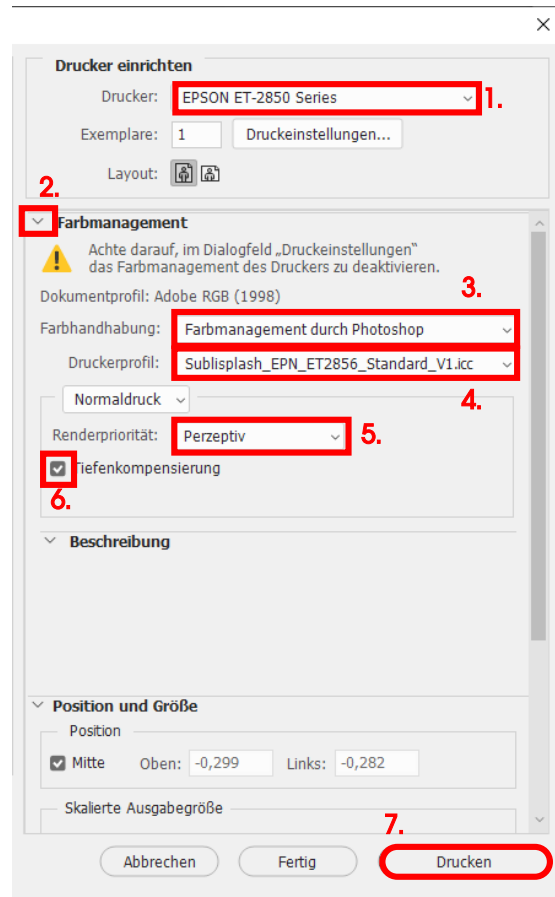 Drucker einrichten
Drucker: EPSON ET-2850 Series 1.
Exemplare: 1 Druckeinstellungen...
Layout:
2.
Farbmanagement
Achte darauf, im Dialogfeld „Druckeinstellungen“
das Farbmanagement des Druckers zu deaktivieren.
3.
Dokumentprofil: Adobe RGB (1998)
Farbhandhabung: Farbmanagement durch Photoshop
Druckerprofil: Sublisplash_EPN_ET2856_Standard_V1.icc
4.
Normaldruck
Renderpriorität: Perzeptiv 5.
Tiefenkompensierung
6.
Beschreibung
Position und Größe
Position
Mitte Oben: -0,299 Links: -0,282
Skalierte Ausgabegröße
7.
Abbrechen Fertig Drucken